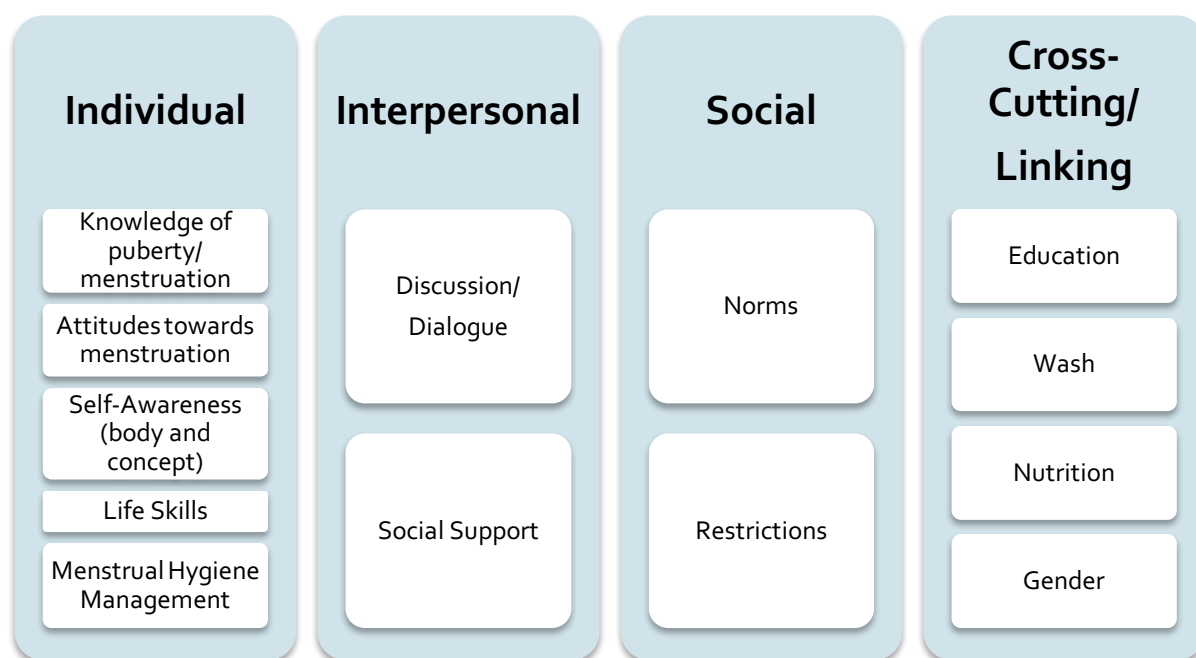 Individual
Knowledge of
puberty/
menstruation
Attitudes towards
menstruation
Self-Awareness
(body and
concept)
Life Skills
Menstrual Hygiene
Management
Interpersonal
Discussion/
Dialogue
Social Support
Social
Norms
Restrictions
Cross-
Cutting/
Linking
Education
Wash
Nutrition
Gender